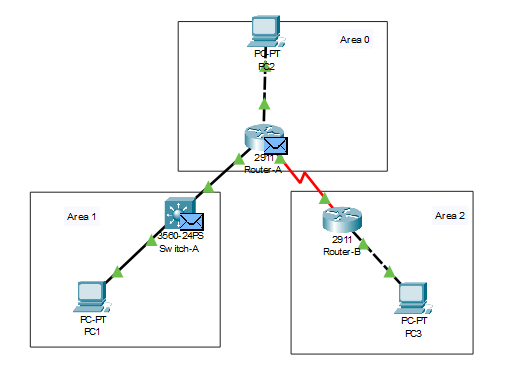 Area 0
PC-PT
PC2
2911
Router-A
Area 1
3560-24PS
Switch-A
PC-PT
PC1
Area 2
2911
Router-B
PC-PT
PC3